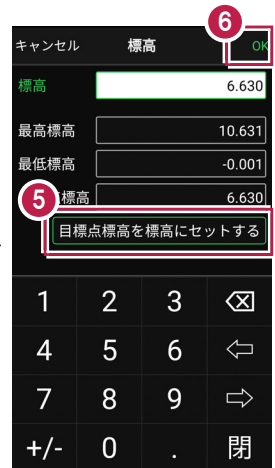 6
キャンセル 標高 OK
標高 6.630
最高標高 10.631
最低標高 -0.001
5 標高 6.630
目標点標高を標高にセットする
1 2 3
4 5 6 ⇦
7 8 9 ⇨
+/- 0 . 閉